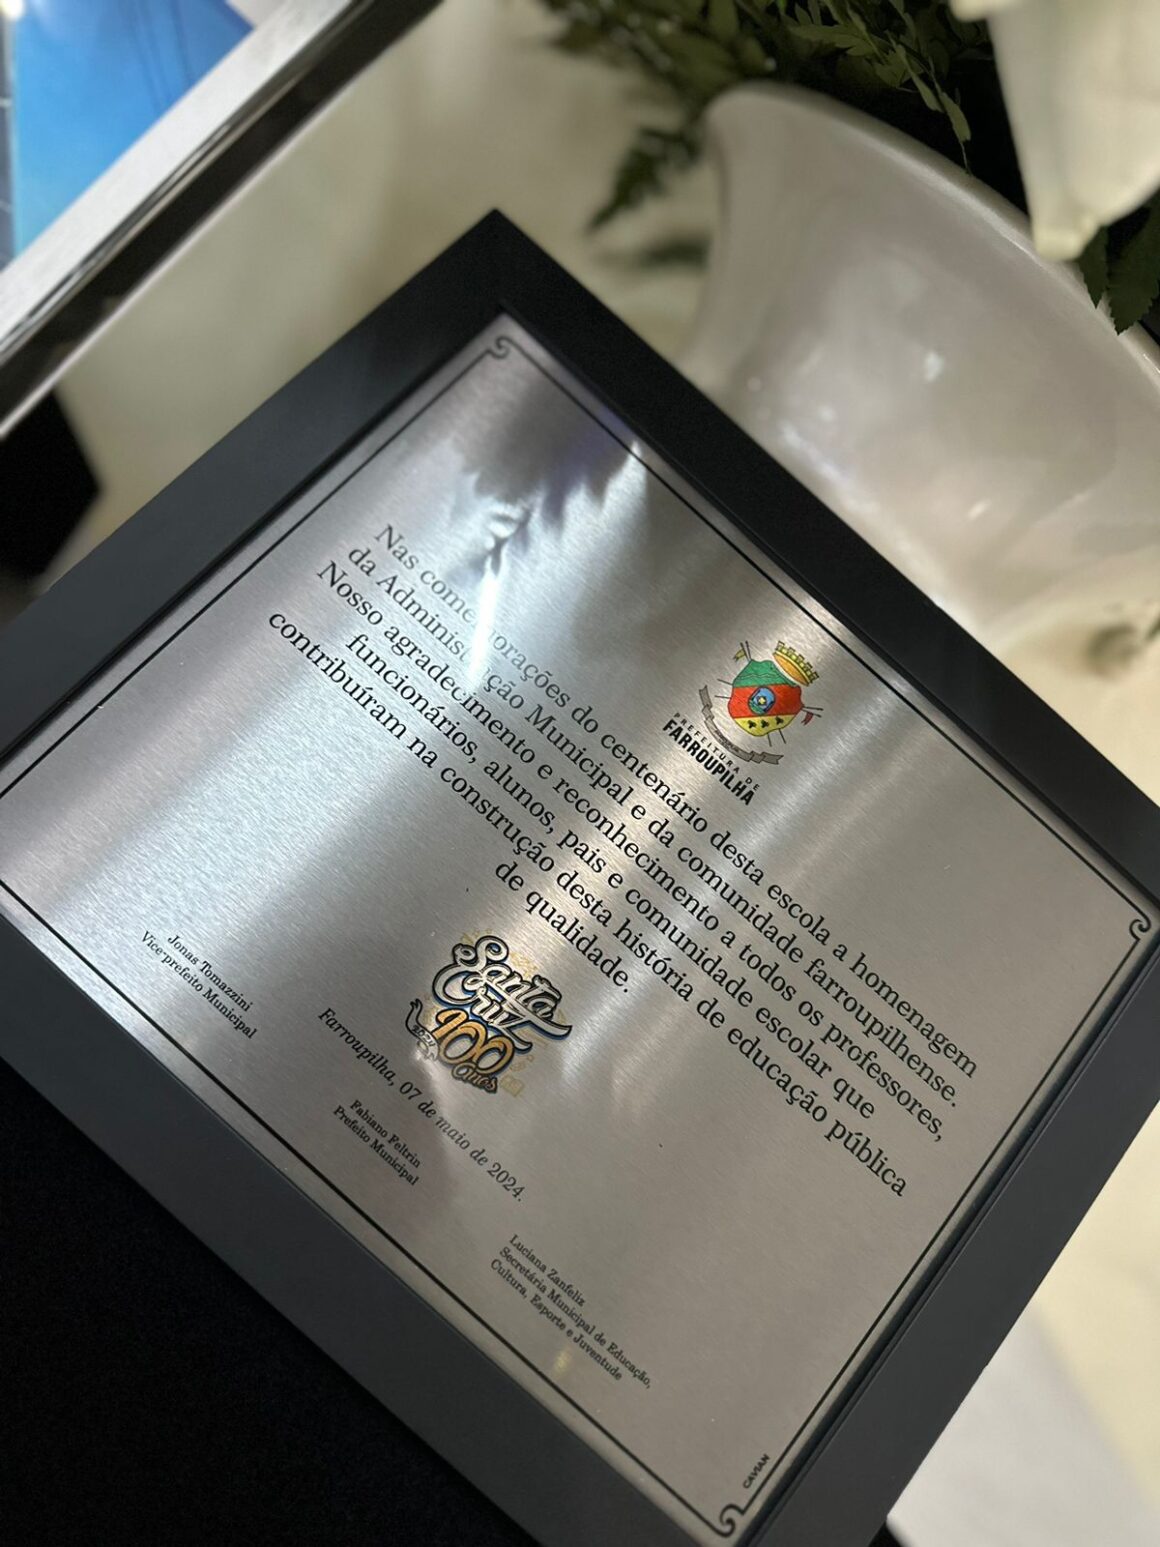 PREFEITURA DE
FARROUPILHA
Nas comemorações do centenário desta escola a homenagem
da Administração Municipal e da comunidade farroupilhense.
Nosso agradecimento e reconhecimento a todos os professores,
funcionários, alunos, pais e comunidade escolar que
contribuíram na construção desta história de educação pública
de qualidade.
Santa
Cruz
100
anos
2024
Farroupilha, 07 de maio de 2024.
Jonas Tomazzini
Vice-prefeito Municipal
Fabiano Feltrin
Prefeito Municipal
Luciana Zanfeliz
Secretária Municipal de Educação,
Cultura, Esporte e Juventude
CAVIAN